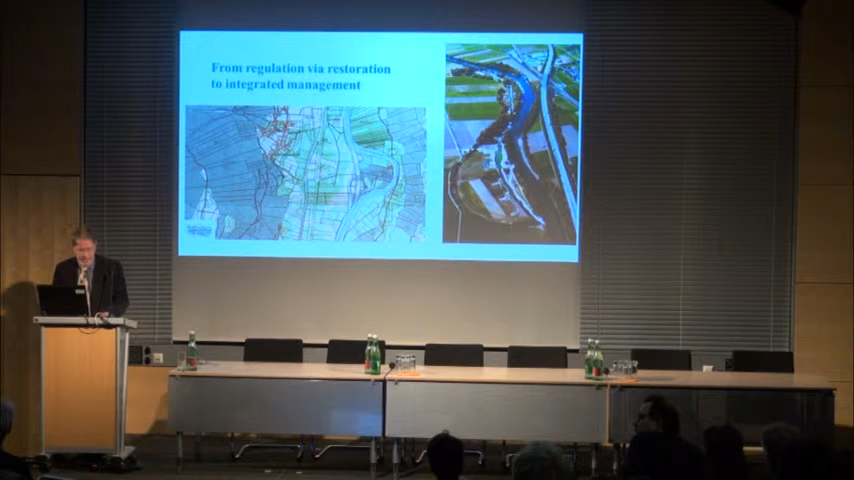 From regulation via restoration
to integrated management